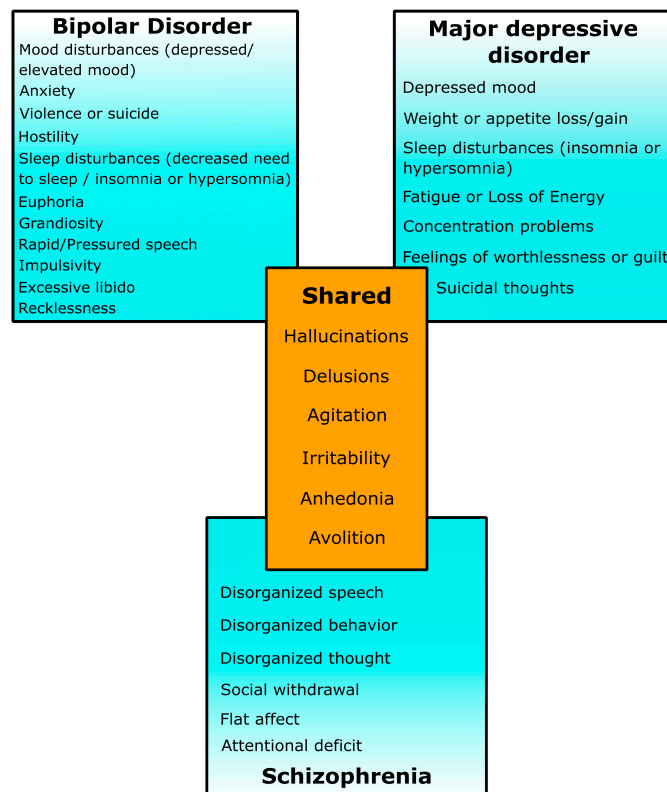 Bipolar Disorder
Mood disturbances (depressed/
elevated mood)
Anxiety
Violence or suicide
Hostility
Sleep disturbances (decreased need
to sleep / insomnia or hypersomnia)
Euphoria
Grandiosity
Rapid/Pressured speech
Impulsivity
Excessive libido
Recklessness
Major depressive
disorder
Depressed mood
Weight or appetite loss/gain
Sleep disturbances (insomnia or
hypersomnia)
Fatigue or Loss of Energy
Concentration problems
Feelings of worthlessness or guilt
Suicidal thoughts
Shared
Hallucinations
Delusions
Agitation
Irritability
Anhedonia
Avolition
Disorganized speech
Disorganized behavior
Disorganized thought
Social withdrawal
Flat affect
Attentional deficit
Schizophrenia